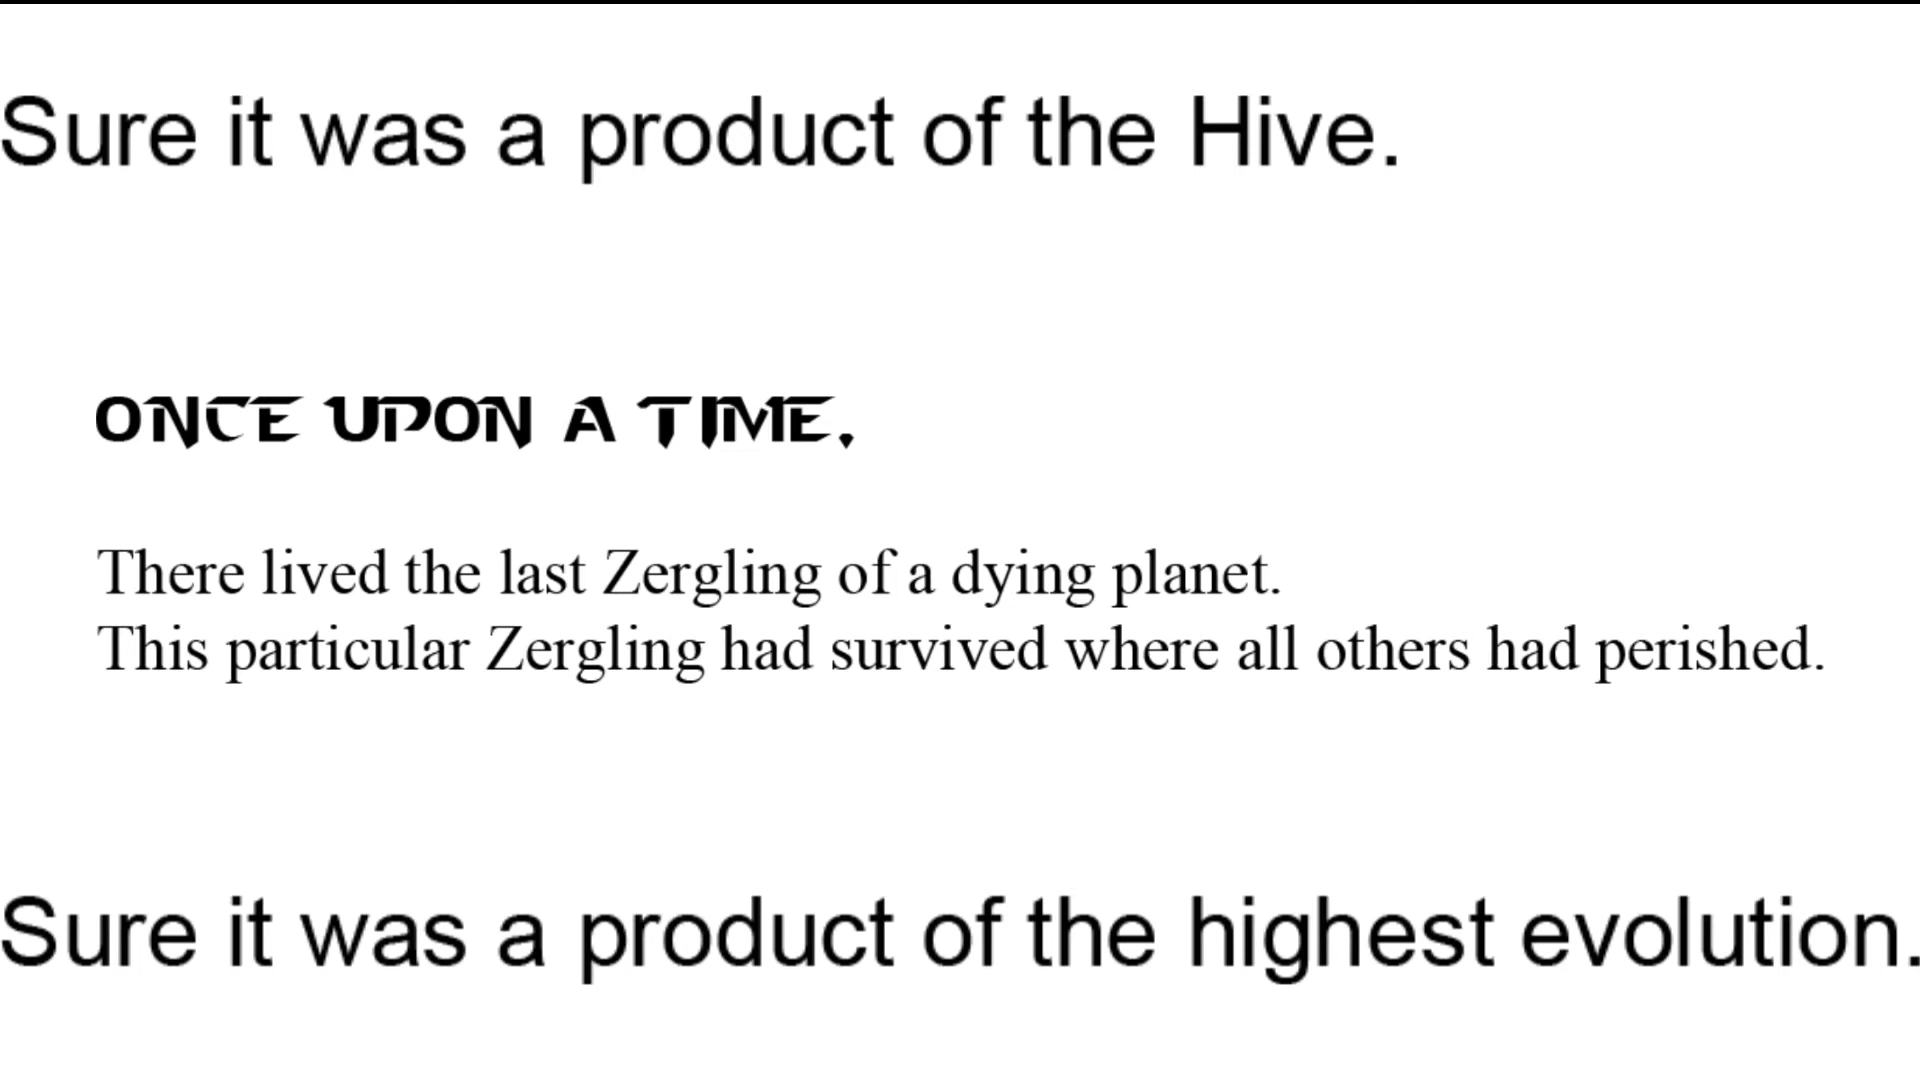 Sure it was a product of the Hive.
ONCE UPON A TIME.
There lived the last Zergling of a dying planet.
This particular Zergling had survived where all others had perished.
Sure it was a product of the highest evolution.